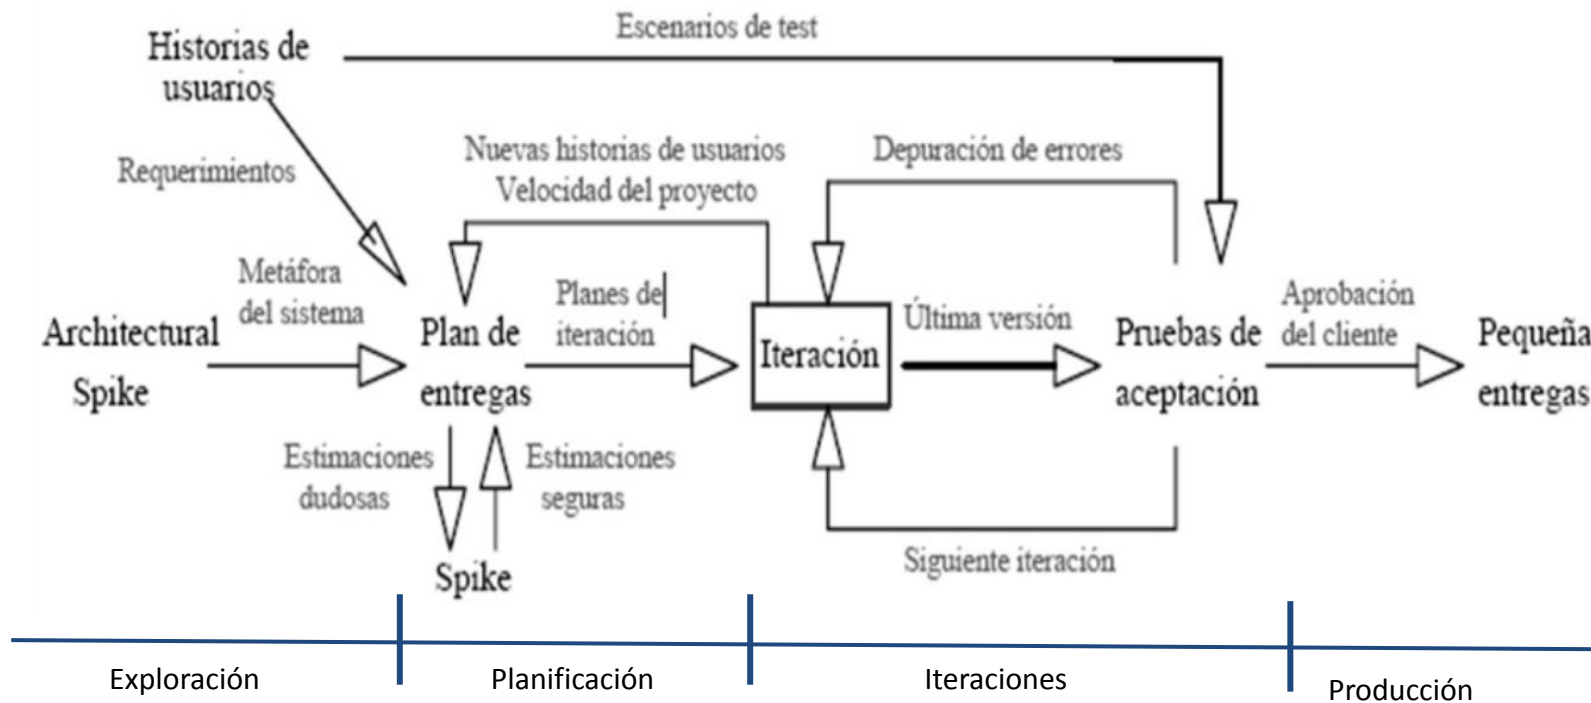 Escenarios de test
Historias de
usuarios
Requerimientos
Nuevas historias de usuarios
Velocidad del proyecto
Depuración de errores
Metáfora
del sistema
Planes de
iteración
Última versión
Aprobación
del cliente
Architectural
Spike
Plan de
entregas
Iteración
Pruebas de
aceptación
Pequeña
entregas
Estimaciones
dudosas
Estimaciones
seguras
Spike
Siguiente iteración
Exploración
Planificación
Iteraciones
Producción